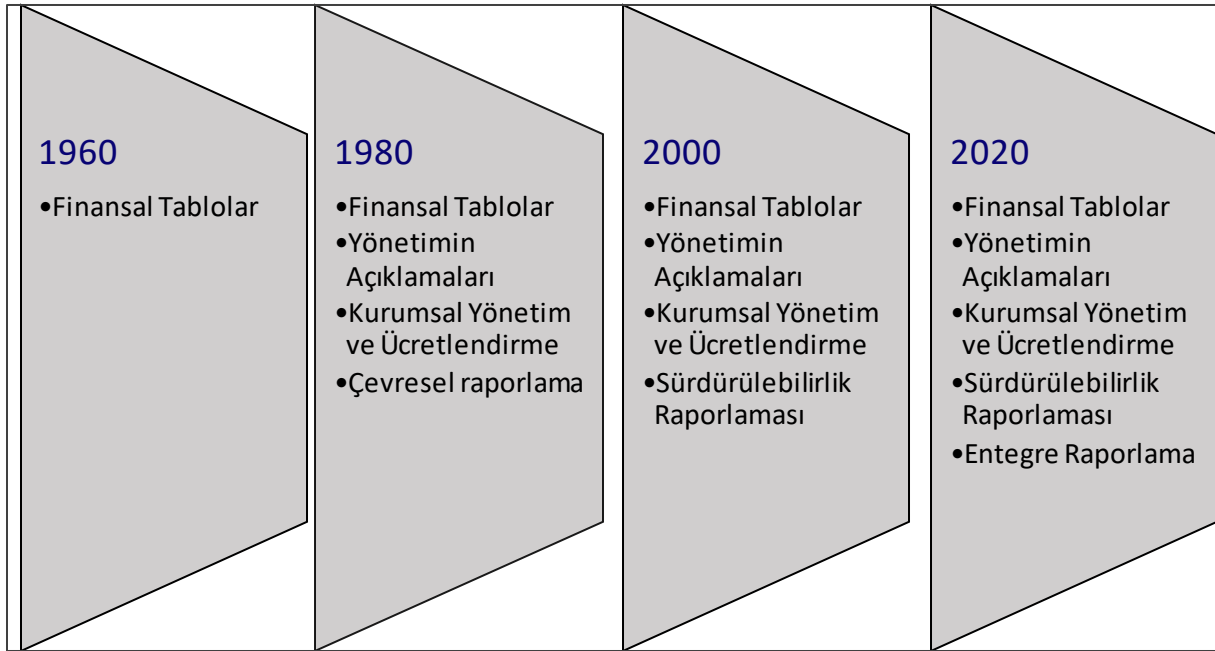 1960
•Finansal Tablolar
1980
•Finansal Tablolar
•Yönetimin
Açıklamaları
•Kurumsal Yönetim
ve Ücretlendirme
•Çevresel raporlama
2000
•Finansal Tablolar
•Yönetimin
Açıklamaları
•Kurumsal Yönetim
ve Ücretlendirme
•Sürdürülebilirlik
Raporlaması
2020
•Finansal Tablolar
•Yönetimin
Açıklamaları
•Kurumsal Yönetim
ve Ücretlendirme
•Sürdürülebilirlik
Raporlaması
•Entegre Raporlama